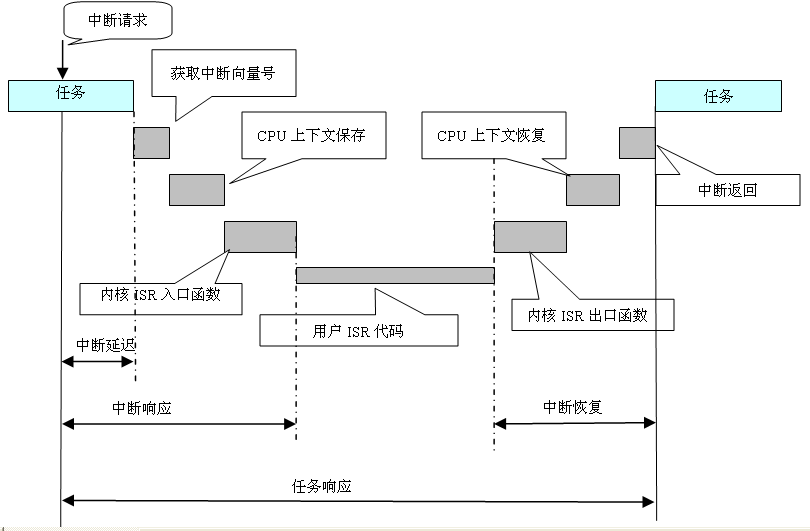 中断请求
获取中断向量号
任务
任务
CPU 上下文保存
CPU 上下文恢复
中断返回
内核 ISR 入口函数
用户 ISR 代码
内核 ISR 出口函数
中断延迟
中断响应
中断恢复
任务响应